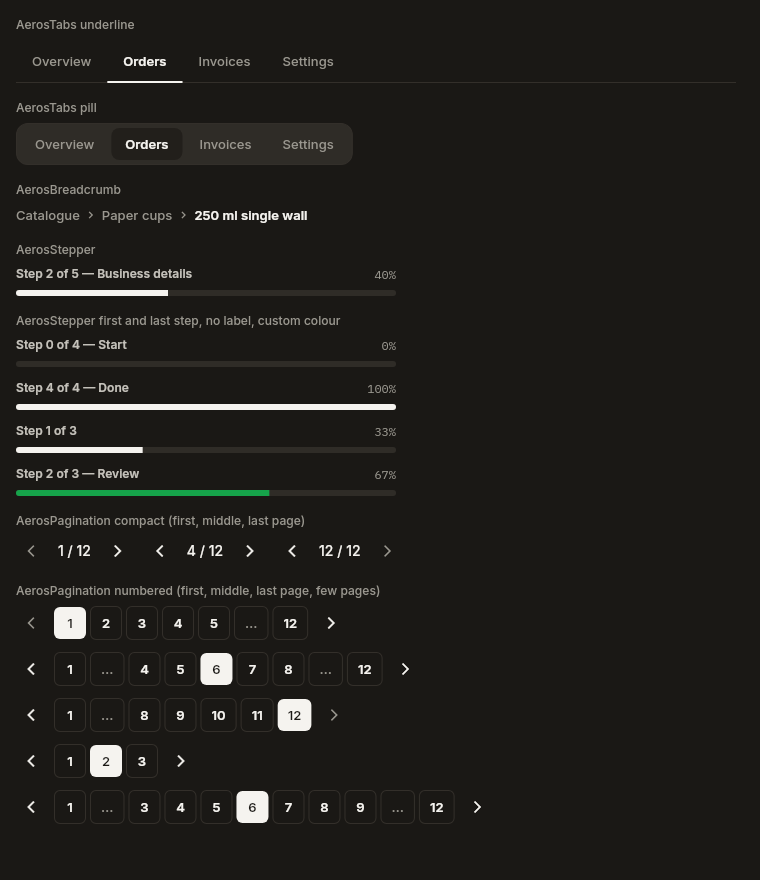 AerosTabs underline
Overview Orders Invoices Settings
AerosTabs pill
Overview Orders Invoices Settings
AerosBreadcrumb
Catalogue > Paper cups > 250 ml single wall
AerosStepper
Step 2 of 5 — Business details 40%
AerosStepper first and last step, no label, custom colour
Step 0 of 4 — Start 0%
Step 4 of 4 — Done 100%
Step 1 of 3 33%
Step 2 of 3 — Review 67%
AerosPagination compact (first, middle, last page)
< 1 / 12 > < 4 / 12 > < 12 / 12 >
AerosPagination numbered (first, middle, last page, few pages)
< 1 2 3 4 5 ... 12 >
< 1 ... 4 5 6 7 8 ... 12 >
< 1 ... 8 9 10 11 12 >
< 1 2 3 >
< 1 ... 3 4 5 6 7 8 9 ... 12 >